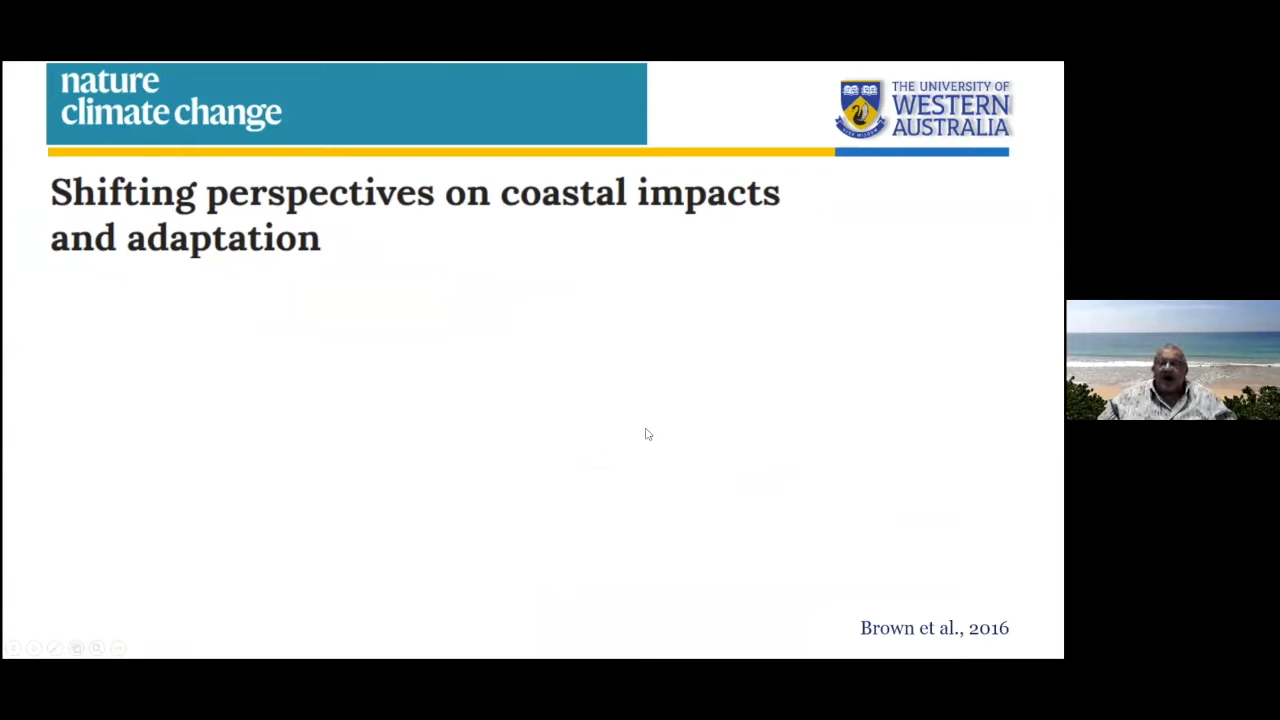 nature
climate change
THE UNIVERSITY OF
WESTERN
AUSTRALIA
Shifting perspectives on coastal impacts
and adaptation
Brown et al., 2016